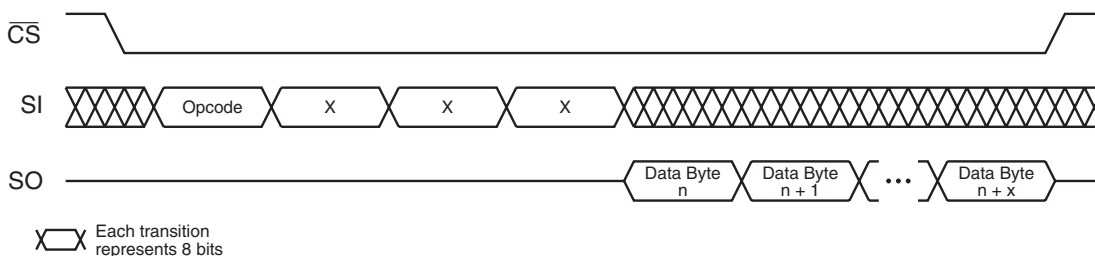 CS
SI
Opcode X X X
SO
Data Byte n
Data Byte n + 1
•••
Data Byte n + x
Each transition
represents 8 bits